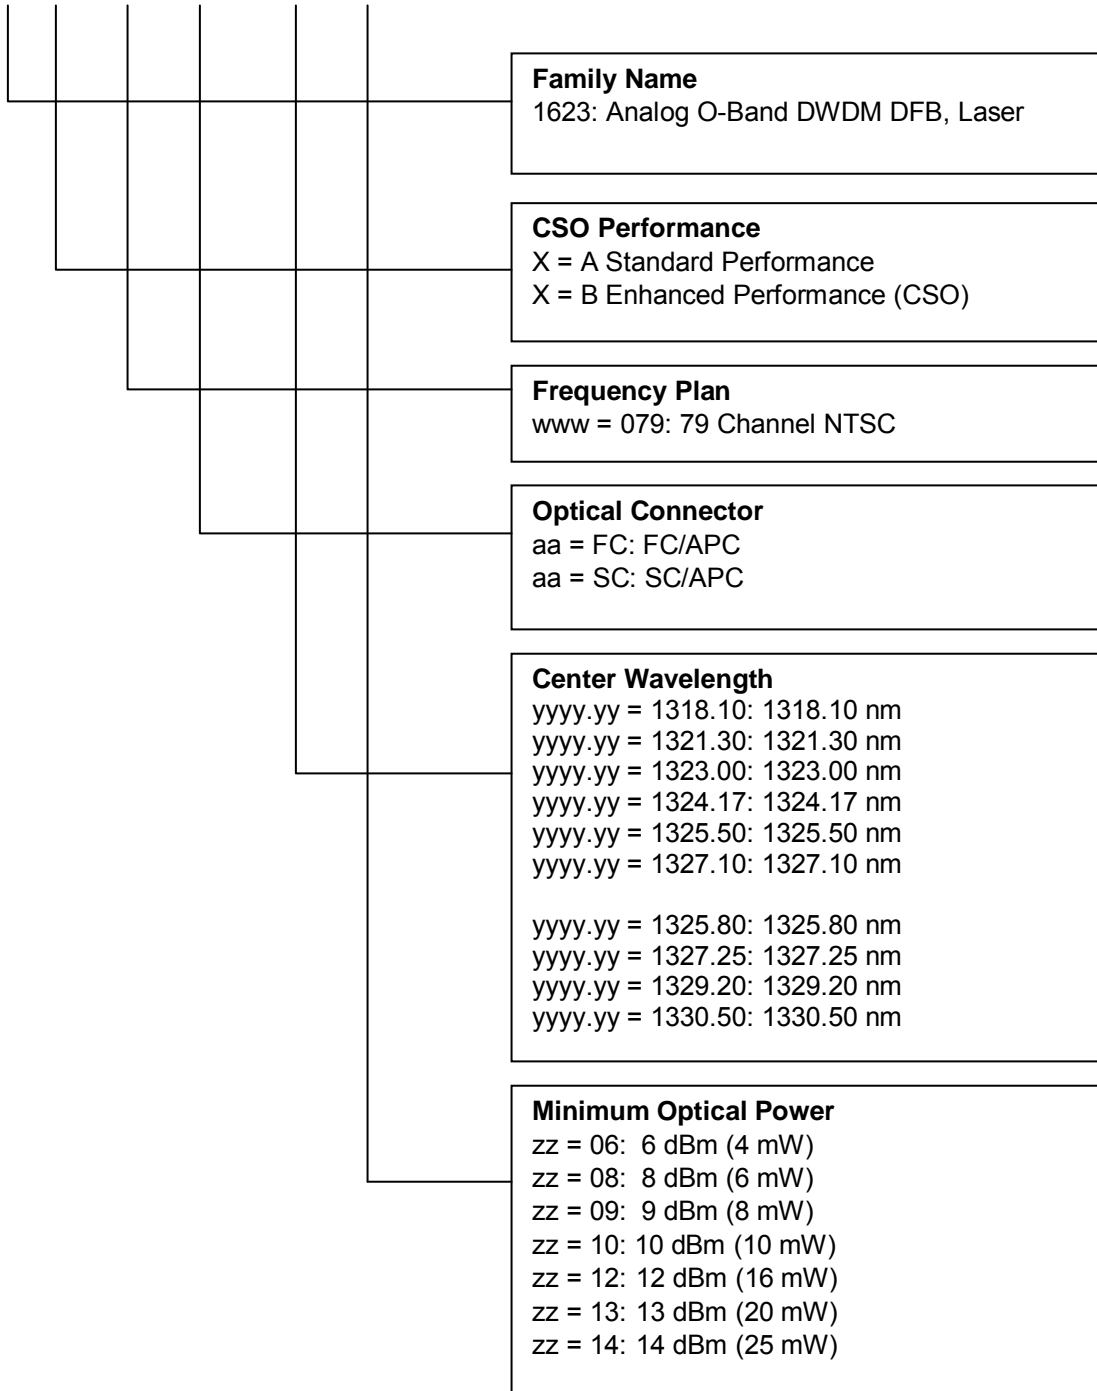 Family Name
1623: Analog O-Band DWDM DFB, Laser
CSO Performance
X = A Standard Performance
X = B Enhanced Performance (CSO)
Frequency Plan
www = 079: 79 Channel NTSC
Optical Connector
aa = FC: FC/APC
aa = SC: SC/APC
Center Wavelength
yyyy.yy = 1318.10: 1318.10 nm
yyyy.yy = 1321.30: 1321.30 nm
yyyy.yy = 1323.00: 1323.00 nm
yyyy.yy = 1324.17: 1324.17 nm
yyyy.yy = 1325.50: 1325.50 nm
yyyy.yy = 1327.10: 1327.10 nm
yyyy.yy = 1325.80: 1325.80 nm
yyyy.yy = 1327.25: 1327.25 nm
yyyy.yy = 1329.20: 1329.20 nm
yyyy.yy = 1330.50: 1330.50 nm
Minimum Optical Power
zz = 06:  6 dBm (4 mW)
zz = 08:  8 dBm (6 mW)
zz = 09:  9 dBm (8 mW)
zz = 10: 10 dBm (10 mW)
zz = 12: 12 dBm (16 mW)
zz = 13: 13 dBm (20 mW)
zz = 14: 14 dBm (25 mW)